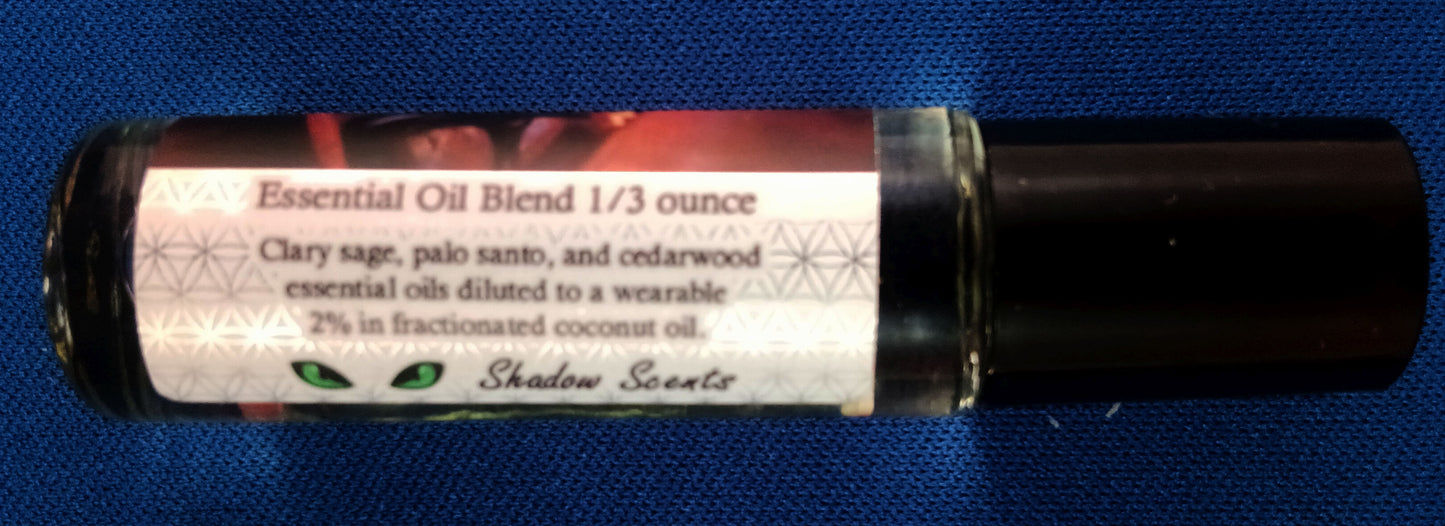 Essential Oil Blend 1/3 ounce
Clary sage, palo santo, and cedarwood
essential oils diluted to a wearable
2% in fractionated coconut oil.
Shadow Scents